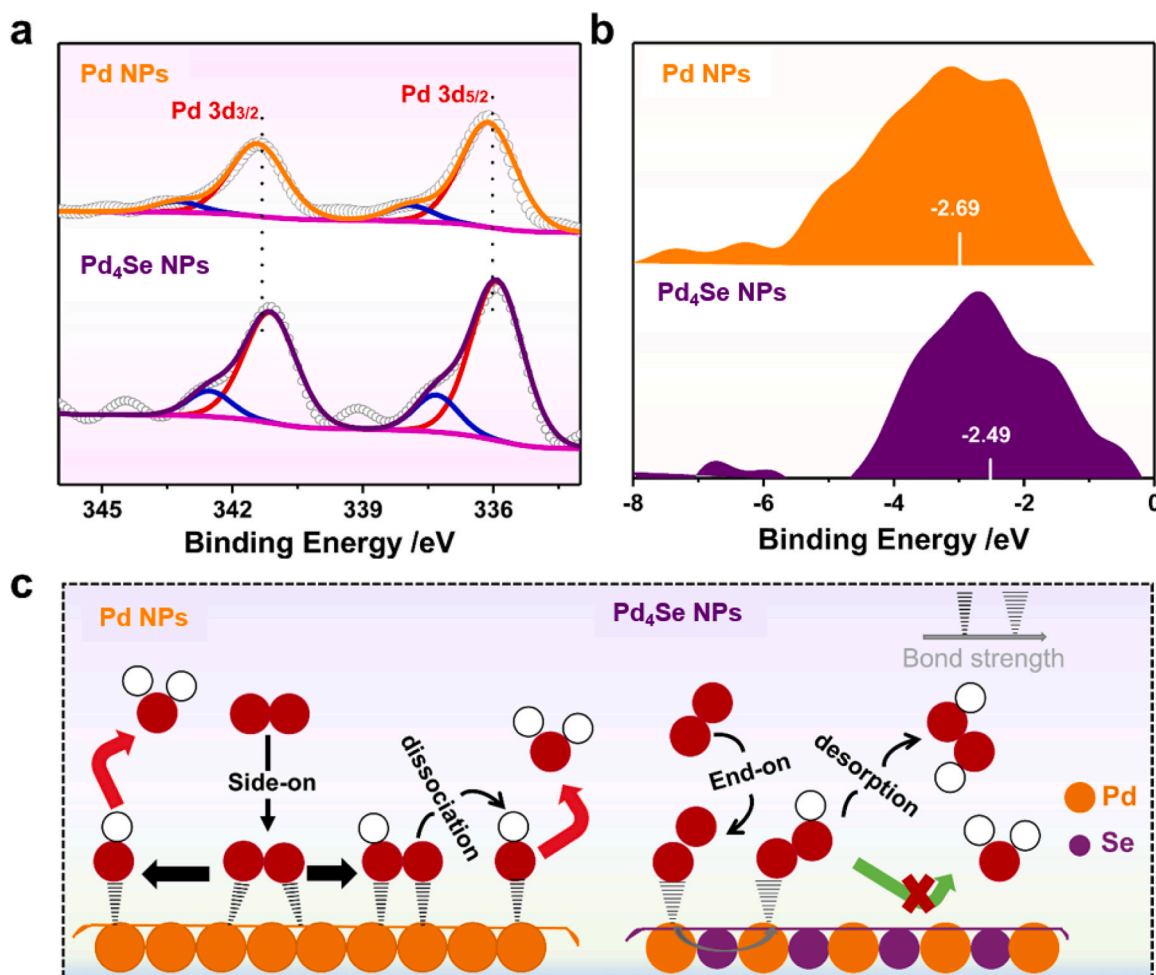 a
Pd NPs
Pd 3d3/2
Pd 3d5/2
Pd4Se NPs
345 342 339 336
Binding Energy /eV
b
Pd NPs
-2.69
Pd4Se NPs
-2.49
-8 -6 -4 -2 0
Binding Energy /eV
c
Pd NPs
Side-on
dissociation
Pd4Se NPs
Bond strength
End-on
desorption
Pd
Se